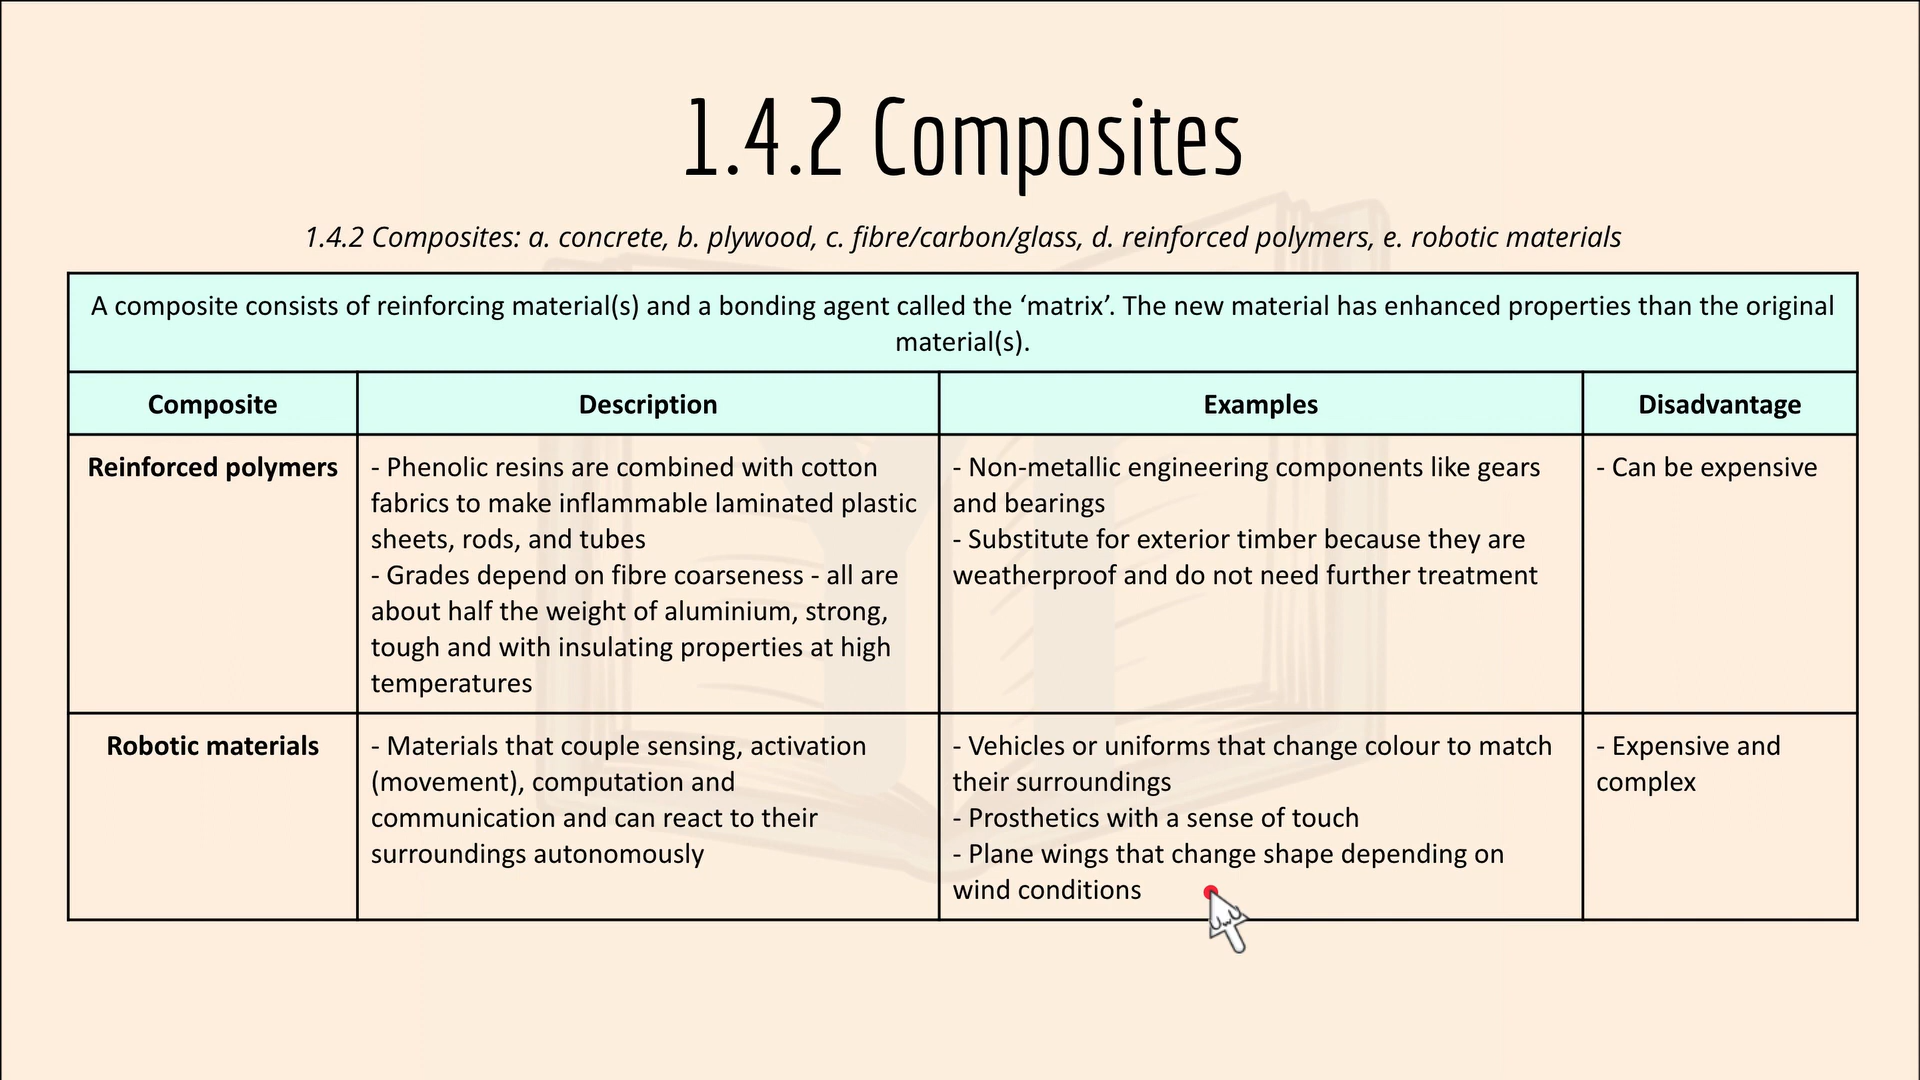 1.4.2 Composites
1.4.2 Composites: a. concrete, b. plywood, c. fibre/carbon/glass, d. reinforced polymers, e. robotic materials
A composite consists of reinforcing material(s) and a bonding agent called the ‘matrix’. The new material has enhanced properties than the original
material(s).
Composite
Description
Examples
Disadvantage
Reinforced polymers
- Phenolic resins are combined with cotton
fabrics to make inflammable laminated plastic
sheets, rods, and tubes
- Grades depend on fibre coarseness - all are
about half the weight of aluminium, strong,
tough and with insulating properties at high
temperatures
- Non-metallic engineering components like gears
and bearings
- Substitute for exterior timber because they are
weatherproof and do not need further treatment
- Can be expensive
Robotic materials
- Materials that couple sensing, activation
(movement), computation and
communication and can react to their
surroundings autonomously
- Vehicles or uniforms that change colour to match
their surroundings
- Prosthetics with a sense of touch
- Plane wings that change shape depending on
wind conditions
- Expensive and
complex